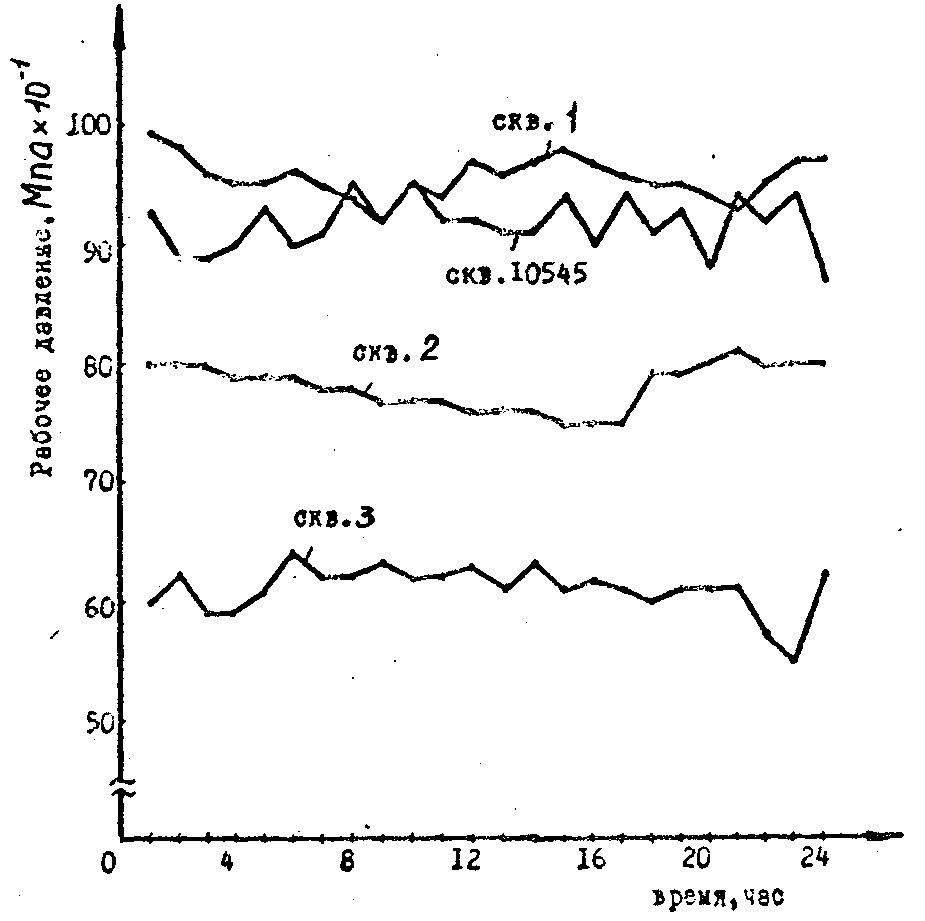 Рабочее давление, Мпа×10⁻¹
100
90
80
70
60
50
скв. 1
скв.10545
скв. 2
скв.3
0 4 8 12 16 20 24
время, час